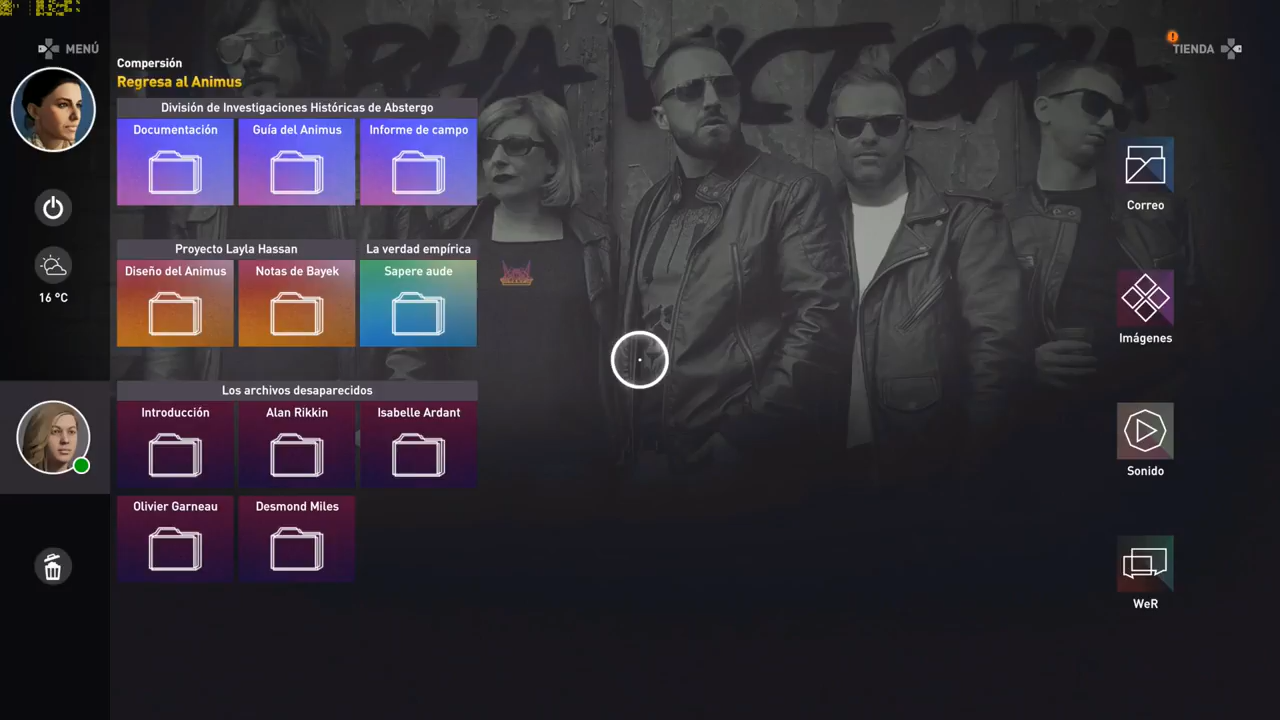 MENÚ
TIENDA
Compersión
Regresa al Animus
División de Investigaciones Históricas de Abstergo
Documentación
Guía del Animus
Informe de campo
Proyecto Layla Hassan
La verdad empírica
Diseño del Animus
Notas de Bayek
Sapere aude
16 °C
Los archivos desaparecidos
Introducción
Alan Rikkin
Isabelle Ardant
Olivier Garneau
Desmond Miles
Correo
Imágenes
Sonido
WeR